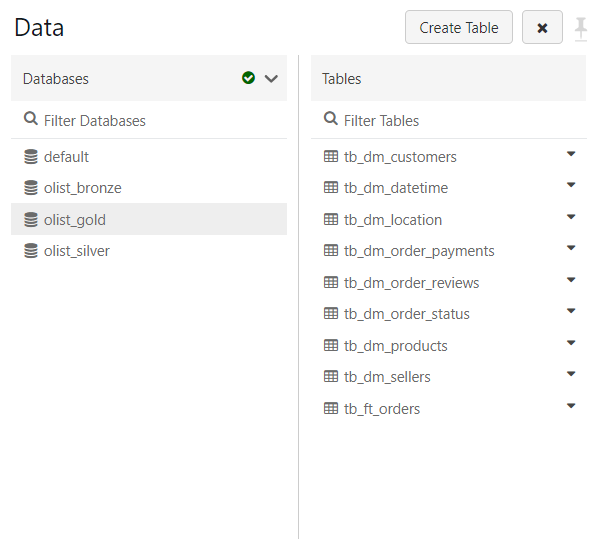 Data
Create Table
Databases
Filter Databases
default
olist_bronze
olist_gold
olist_silver
Tables
Filter Tables
tb_dm_customers
tb_dm_datetime
tb_dm_location
tb_dm_order_payments
tb_dm_order_reviews
tb_dm_order_status
tb_dm_products
tb_dm_sellers
tb_ft_orders